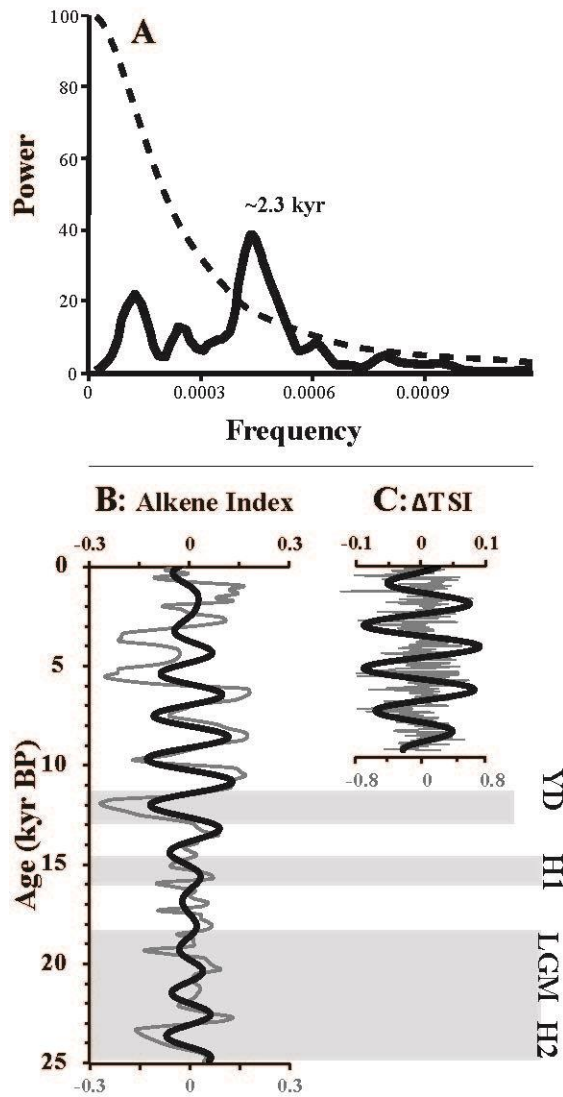 A
100
80
60
40
20
0
Power
~2.3 kyr
0 0.0003 0.0006 0.0009
Frequency
B: Alkene Index C: ΔTSI
-0.3 0 0.3 -0.1 0 0.1
0
5
10
15
20
25
Age (kyr BP)
-0.8 0 0.8
YD
H1
LGM
H2
-0.3 0 0.3